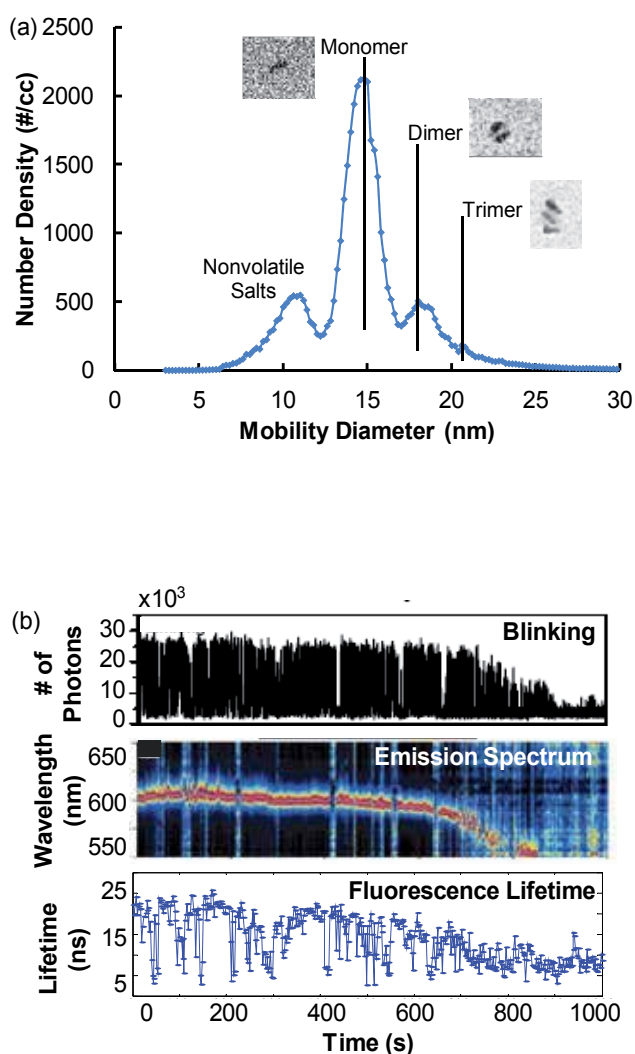 (a)
2500
2000
1500
1000
500
0
Number Density (#/cc)
Monomer
Dimer
Trimer
Nonvolatile
Salts
0 5 10 15 20 25 30
Mobility Diameter (nm)
(b)
x10³
30
20
10
0
# of
Photons
Blinking
650
600
550
Wavelength
(nm)
Emission Spectrum
25
15
5
Lifetime
(ns)
Fluorescence Lifetime
0 200 400 600 800 1000
Time (s)